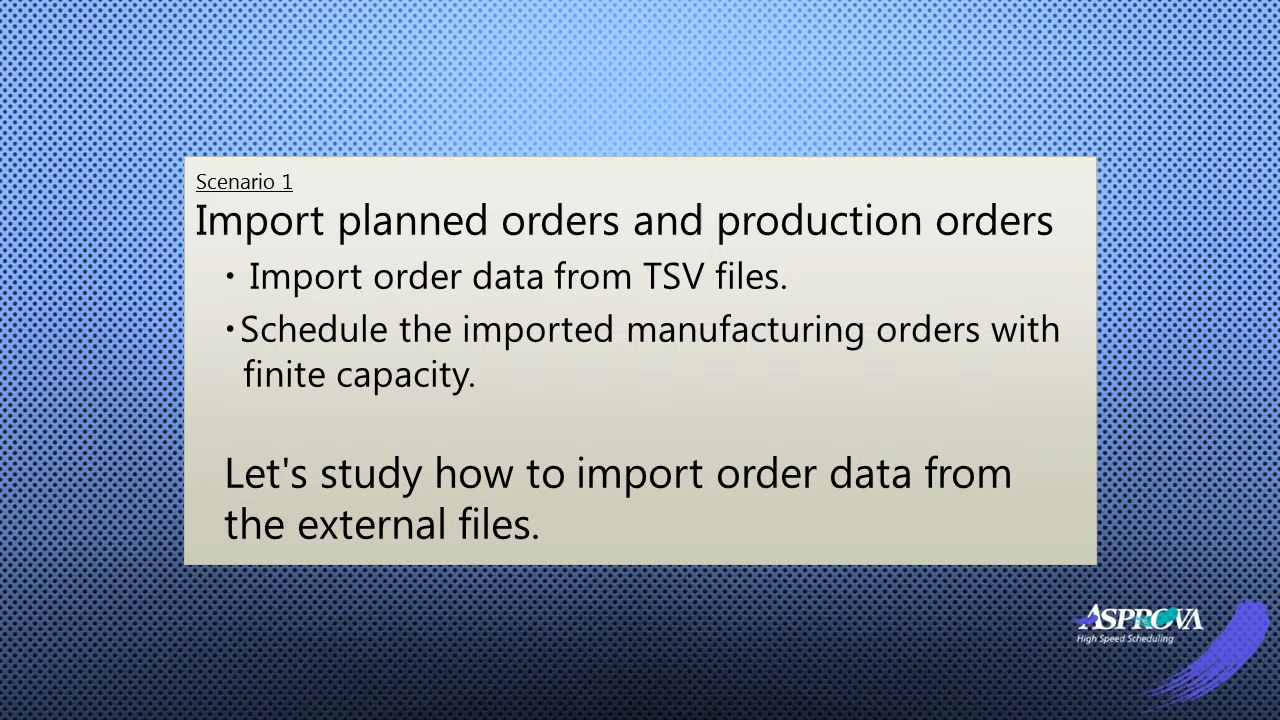 Scenario 1
Import planned orders and production orders
・ Import order data from TSV files.
・Schedule the imported manufacturing orders with
finite capacity.
Let's study how to import order data from
the external files.
ASPROVA
High Speed Scheduling